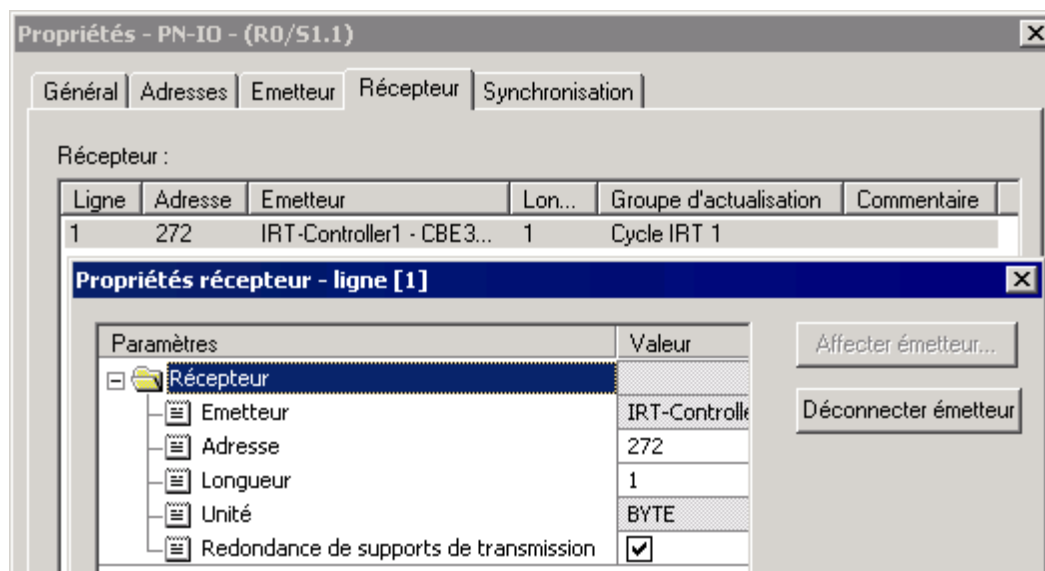 Propriétés - PN-IO - (R0/S1.1)
Général Adresses Emetteur Récepteur Synchronisation
Récepteur :
Ligne Adresse Emetteur Lon... Groupe d'actualisation Commentaire
1 272 IRT-Controller1 - CBE3... 1 Cycle IRT 1
Propriétés récepteur - ligne [1]
Paramètres Valeur Affecter émetteur...
Récepteur
Emetteur IRT-Controlle Déconnecter émetteur
Adresse 272
Longueur 1
Unité BYTE
Redondance de supports de transmission